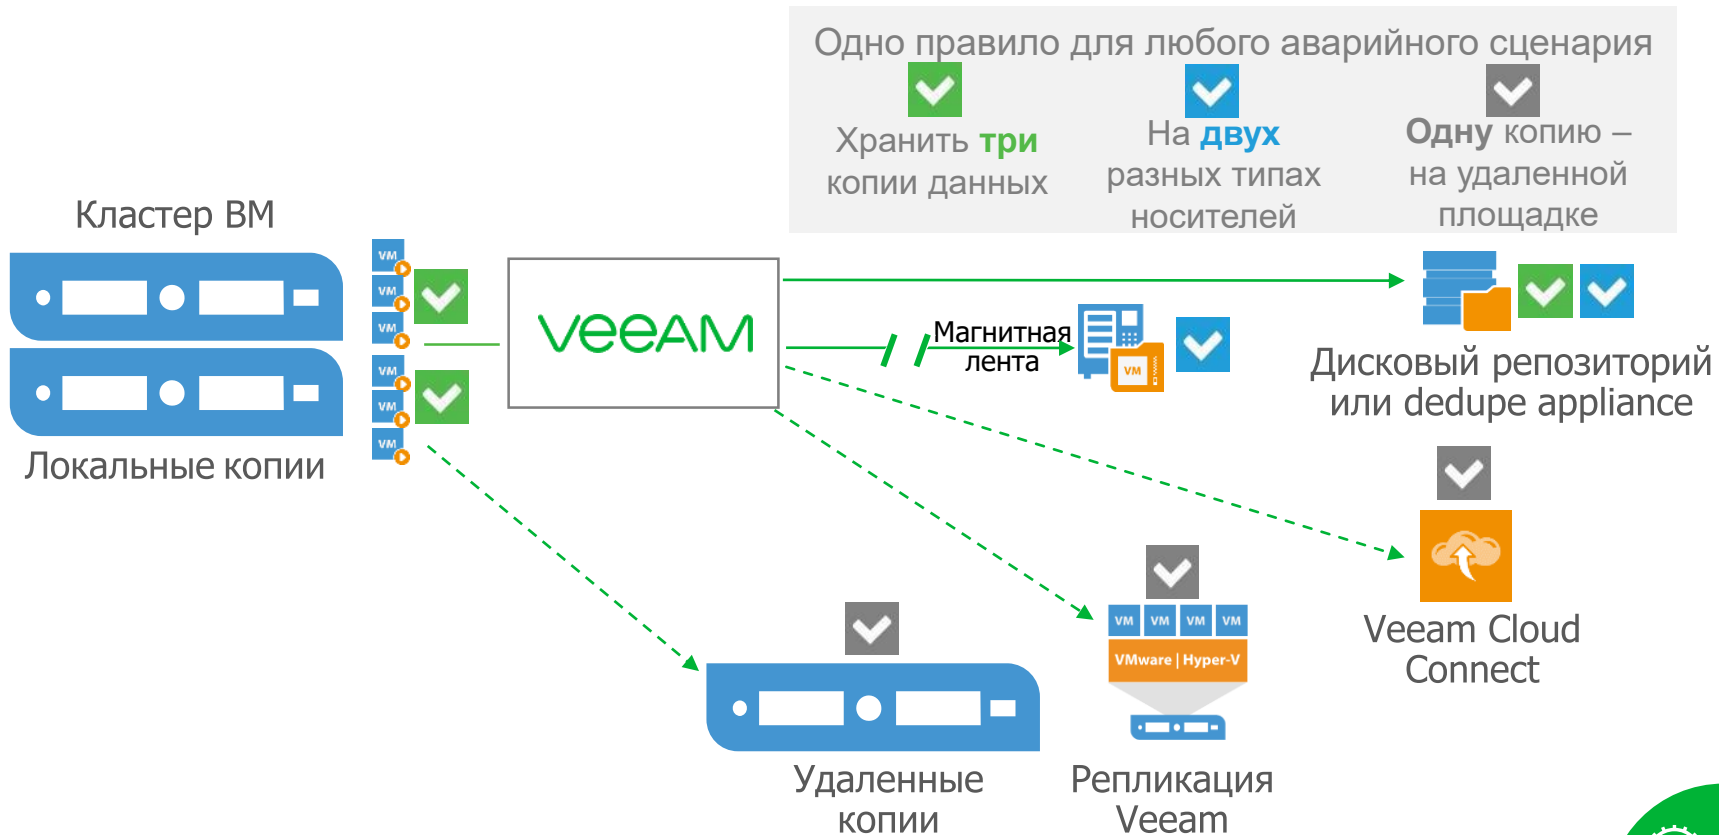 Одно правило для любого аварийного сценария
Хранить три
копии данных
На двух
разных типах
носителей
Одну копию –
на удаленной
площадке
Кластер ВМ
VM
VM
VM
VM
VM
VM
Локальные копии
veeAM
Магнитная
лента
VM
Дисковый репозиторий
или dedupe appliance
Veeam Cloud
Connect
VM VM VM VM
VMware | Hyper-V
Удаленные
копии
Репликация
Veeam